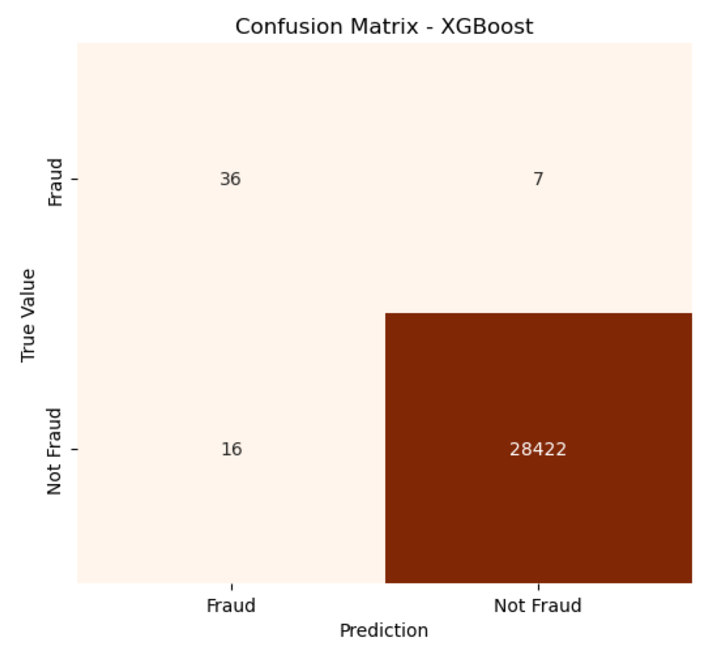 Confusion Matrix - XGBoost
Fraud
36
7
True Value
Not Fraud
16
28422
Fraud
Not Fraud
Prediction